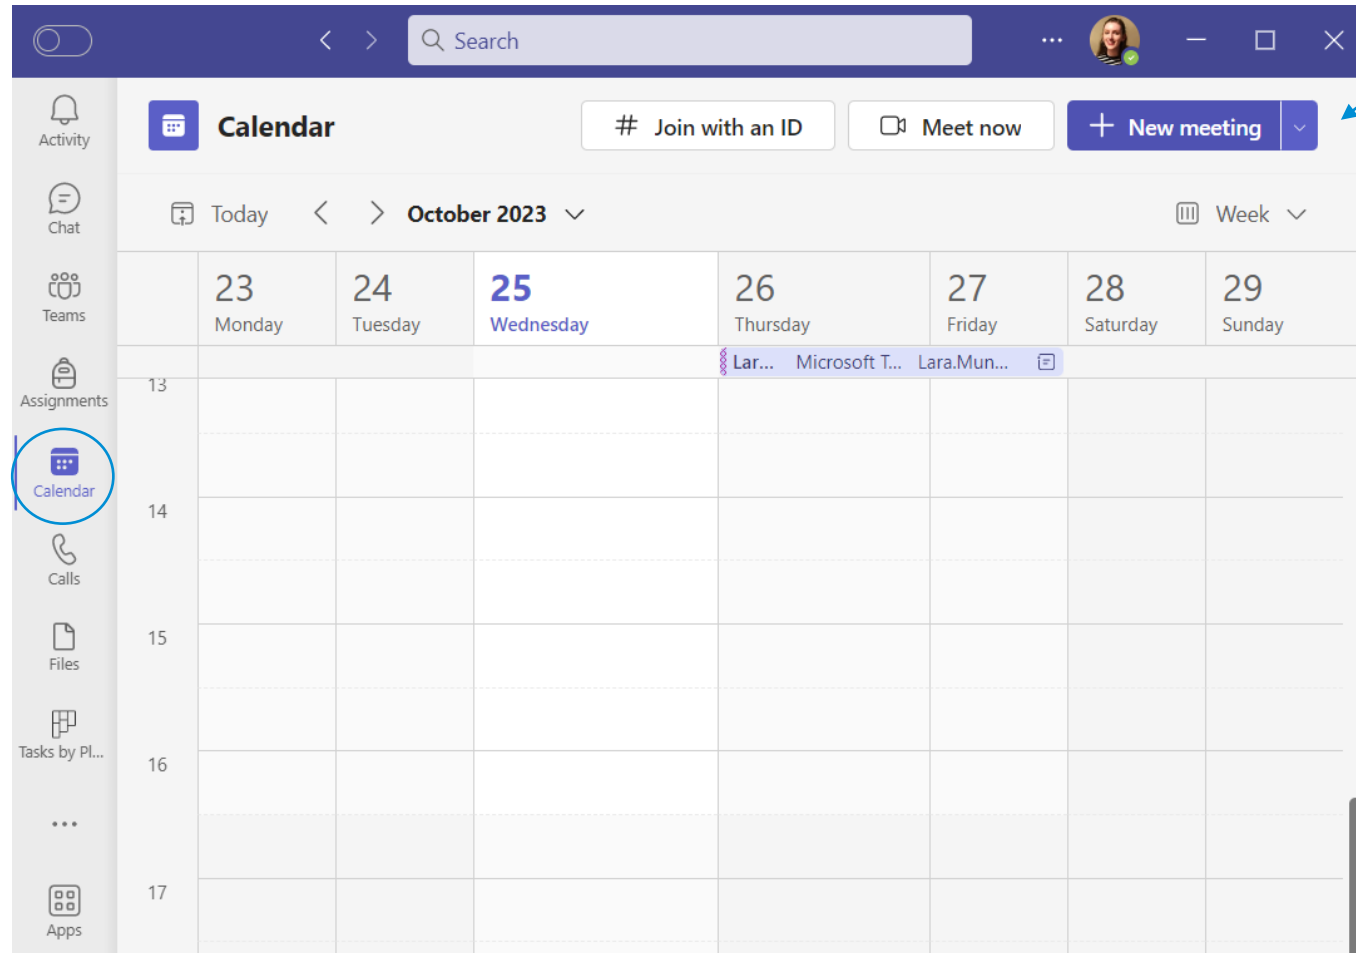 Search
Activity
Chat
Teams
Assignments
Calendar
Calls
Files
Tasks by Pl...
Apps
Calendar
# Join with an ID
Meet now
+ New meeting
Today
October 2023
Week
23 Monday
24 Tuesday
25 Wednesday
26 Thursday
27 Friday
28 Saturday
29 Sunday
Lar... Microsoft T... Lara.Mun...
13
14
15
16
17